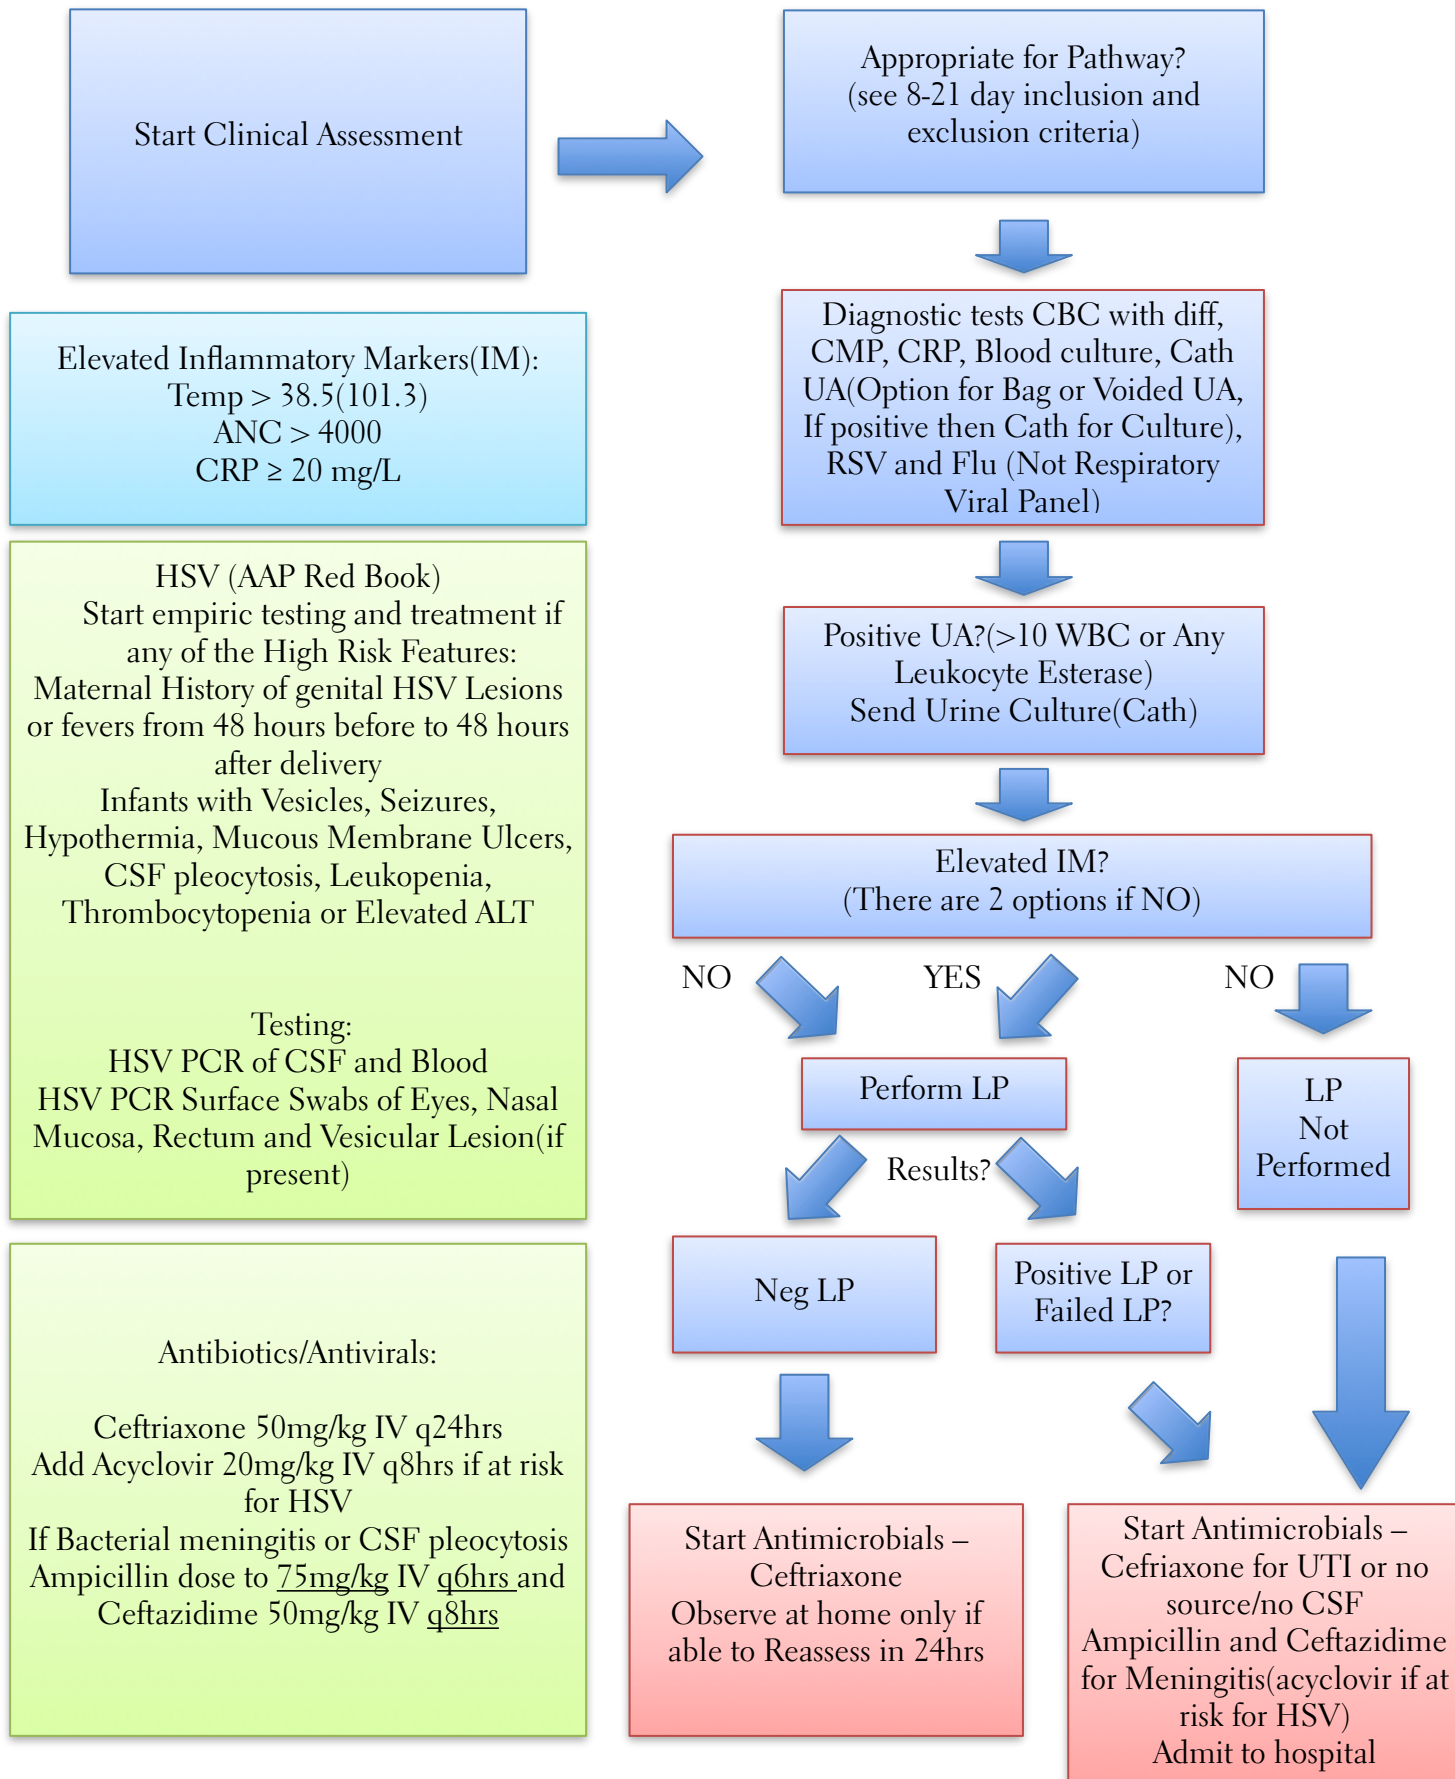 Start Clinical Assessment
Appropriate for Pathway?
(see 8-21 day inclusion and
exclusion criteria)
Elevated Inflammatory Markers(IM):
Temp > 38.5(101.3)
ANC > 4000
CRP ≥ 20 mg/L
Diagnostic tests CBC with diff,
CMP, CRP, Blood culture, Cath
UA(Option for Bag or Voided UA,
If positive then Cath for Culture),
RSV and Flu (Not Respiratory
Viral Panel)
HSV (AAP Red Book)
Start empiric testing and treatment if
any of the High Risk Features:
Maternal History of genital HSV Lesions
or fevers from 48 hours before to 48 hours
after delivery
Infants with Vesicles, Seizures,
Hypothermia, Mucous Membrane Ulcers,
CSF pleocytosis, Leukopenia,
Thrombocytopenia or Elevated ALT
Testing:
HSV PCR of CSF and Blood
HSV PCR Surface Swabs of Eyes, Nasal
Mucosa, Rectum and Vesicular Lesion(if
present)
Positive UA?(>10 WBC or Any
Leukocyte Esterase)
Send Urine Culture(Cath)
Elevated IM?
(There are 2 options if NO)
NO
YES
NO
Perform LP
LP
Not
Performed
Results?
Neg LP
Positive LP or
Failed LP?
Antibiotics/Antivirals:
Ceftriaxone 50mg/kg IV q24hrs
Add Acyclovir 20mg/kg IV q8hrs if at risk
for HSV
If Bacterial meningitis or CSF pleocytosis
Ampicillin dose to 75mg/kg IV q6hrs and
Ceftazidime 50mg/kg IV q8hrs
Start Antimicrobials –
Ceftriaxone
Observe at home only if
able to Reassess in 24hrs
Start Antimicrobials –
Cefriaxone for UTI or no
source/no CSF
Ampicillin and Ceftazidime
for Meningitis(acyclovir if at
risk for HSV)
Admit to hospital